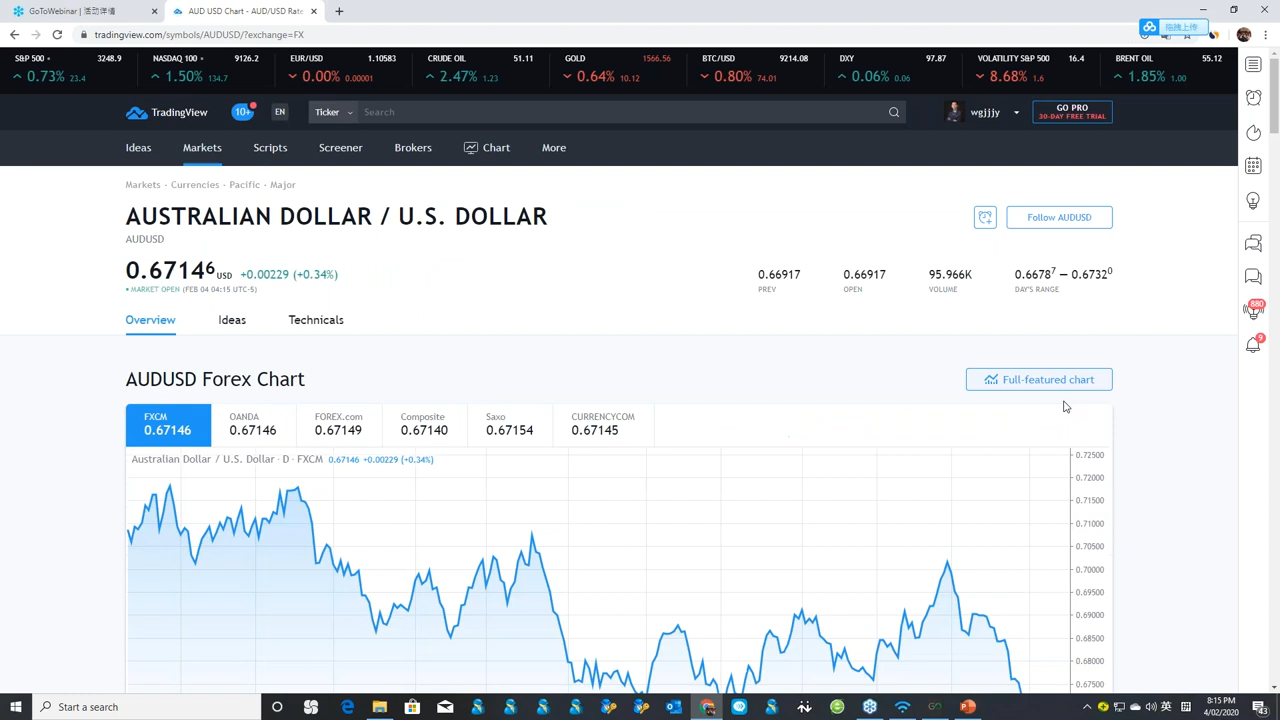 GoToWebinar | 活动详情
AUD USD Chart - AUD/USD Rate
tradingview.com/symbols/AUDUSD/?exchange=FX
拖拽上传
S&P 500 3248.9
0.73% 23.4
NASDAQ 100 9126.2
1.50% 134.7
EUR/USD 1.10583
0.00% 0.00001
CRUDE OIL 51.11
2.47% 1.23
GOLD 1566.56
0.64% 10.12
BTC/USD 9214.08
0.80% 74.01
DXY 97.87
0.06% 0.06
VOLATILITY S&P 500 16.4
8.68% 1.6
BRENT OIL 55.12
1.85% 1.00
TradingView 10+ EN Ticker Search wgjjjy
GO PRO
30-DAY FREE TRIAL
Ideas Markets Scripts Screener Brokers Chart More
Markets - Currencies - Pacific - Major
AUSTRALIAN DOLLAR / U.S. DOLLAR
AUDUSD
Follow AUDUSD
0.67146 USD +0.00229 (+0.34%)
• MARKET OPEN (FEB 04 04:15 UTC-5)
0.66917 0.66917 95.966K 0.66787 – 0.67320
PREV OPEN VOLUME DAY'S RANGE
880
9
Overview Ideas Technicals
AUDUSD Forex Chart
Full-featured chart
FXCM OANDA FOREX.com Composite Saxo CURRENCYCOM
0.67146 0.67146 0.67149 0.67140 0.67154 0.67145
Australian Dollar / U.S. Dollar · D · FXCM 0.67146 +0.00229 (+0.34%)
0.72500
0.72000
0.71500
0.71000
0.70500
0.70000
0.69500
0.69000
0.68500
0.68000
0.67500
Start a search
英
8:15 PM
4/02/2020
43